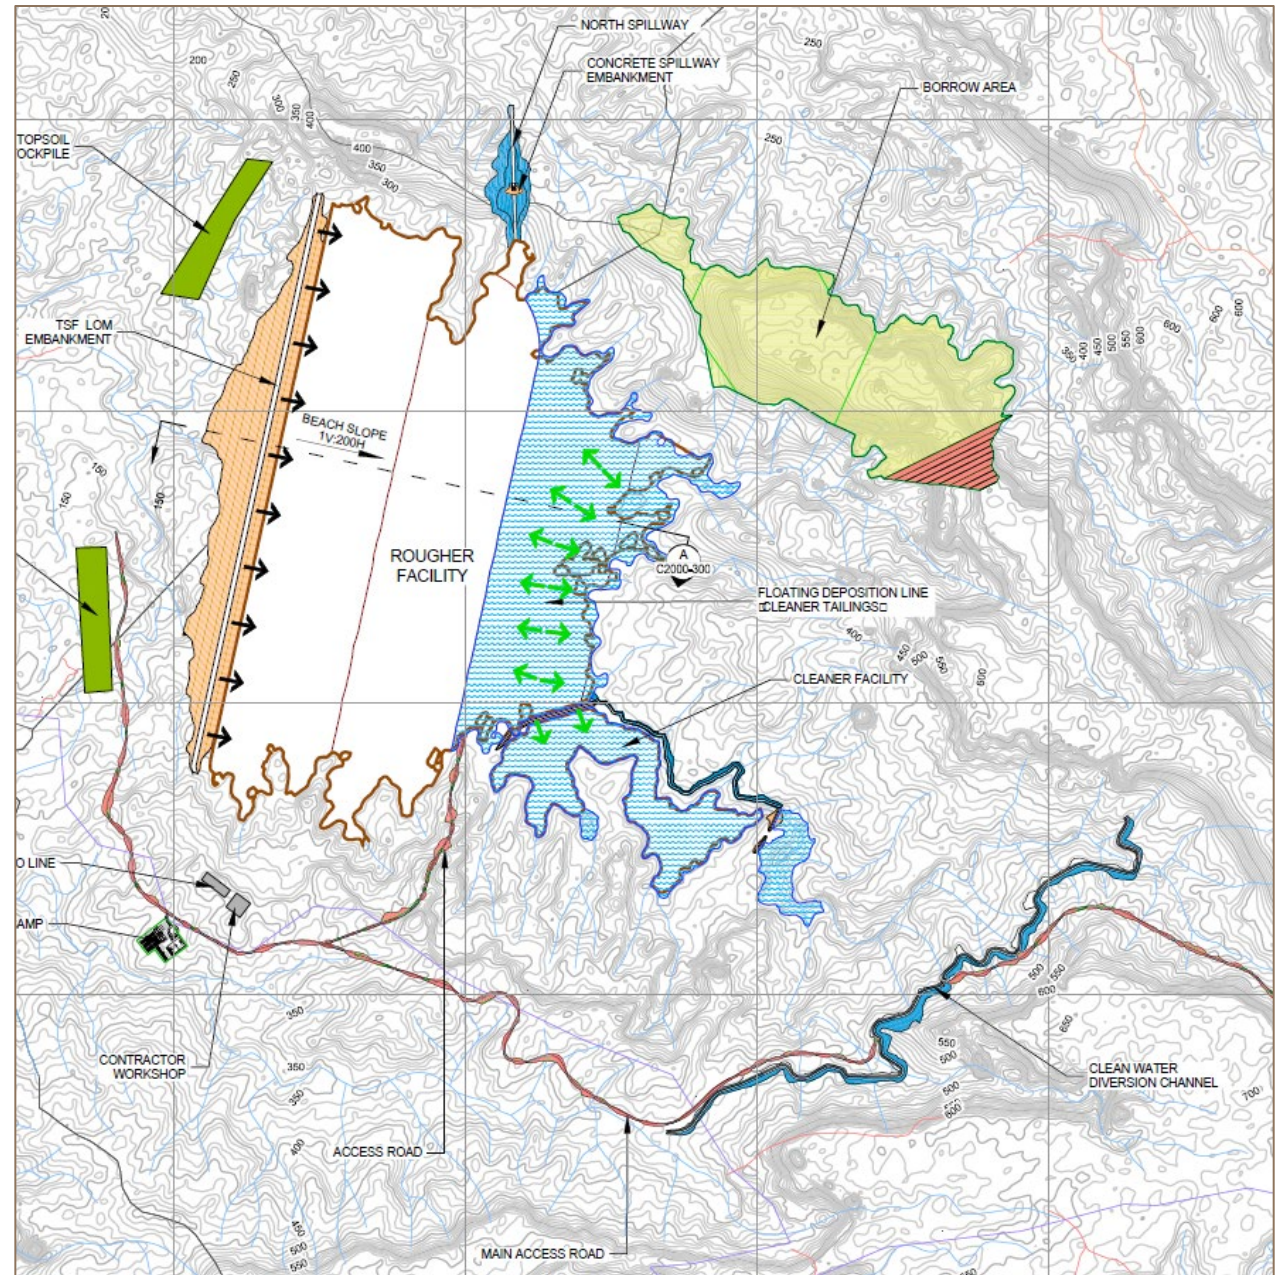 NORTH SPILLWAY
CONCRETE SPILLWAY
EMBANKMENT
BORROW AREA
250
200
250
300
350
400
400
350
300
250
TOPSOIL
OCKPILE
TSF LOM
EMBANKMENT
BEACH SLOPE
1V:200H
150
150
150
ROUGHER
FACILITY
A
C2000-300
FLOATING DEPOSITION LINE
□CLEANER TAILINGS□
CLEANER FACILITY
350
400
450
500
550
600
600
600
600
400
450
500
550
600
O LINE
AMP
CONTRACTOR
WORKSHOP
ACCESS ROAD
MAIN ACCESS ROAD
CLEAN WATER
DIVERSION CHANNEL
500
550
600
650
550
500
500
600
700
350
350
350
400
450
500
550